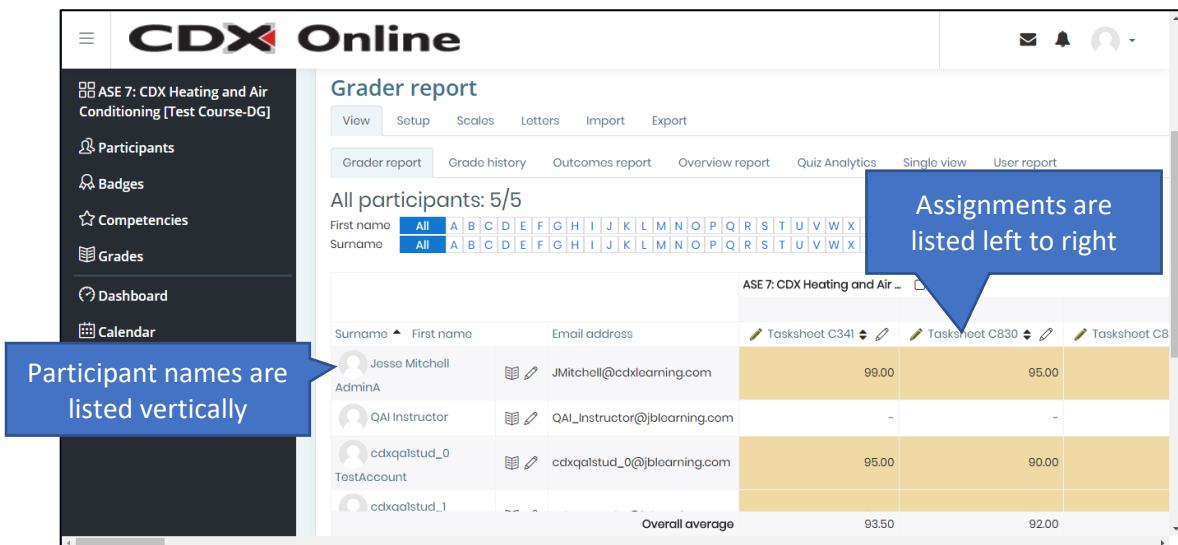 CDX Online
ASE 7: CDX Heating and Air
Conditioning [Test Course-DG]
Participants
Badges
Competencies
Grades
Dashboard
Calendar
Grader report
View Setup Scales Letters Import Export
Grader report Grade history Outcomes report Overview report Quiz Analytics Single view User report
All participants: 5/5
First name All A B C D E F G H I J K L M N O P Q R S T U V W X
Surname All A B C D E F G H I J K L M N O P Q R S T U V W X
Assignments are
listed left to right
ASE 7: CDX Heating and Air ...
Surname First name Email address Tasksheet C341 Tasksheet C830 Tasksheet C8
Participant names are
listed vertically
Jesse Mitchell
AdminA
JMitchell@cdxlearning.com 99.00 95.00
QAI Instructor QAI_Instructor@jblearning.com - -
cdxqa1stud_0
TestAccount
cdxqa1stud_0@jblearning.com 95.00 90.00
cdxqa1stud_1
Overall average 93.50 92.00